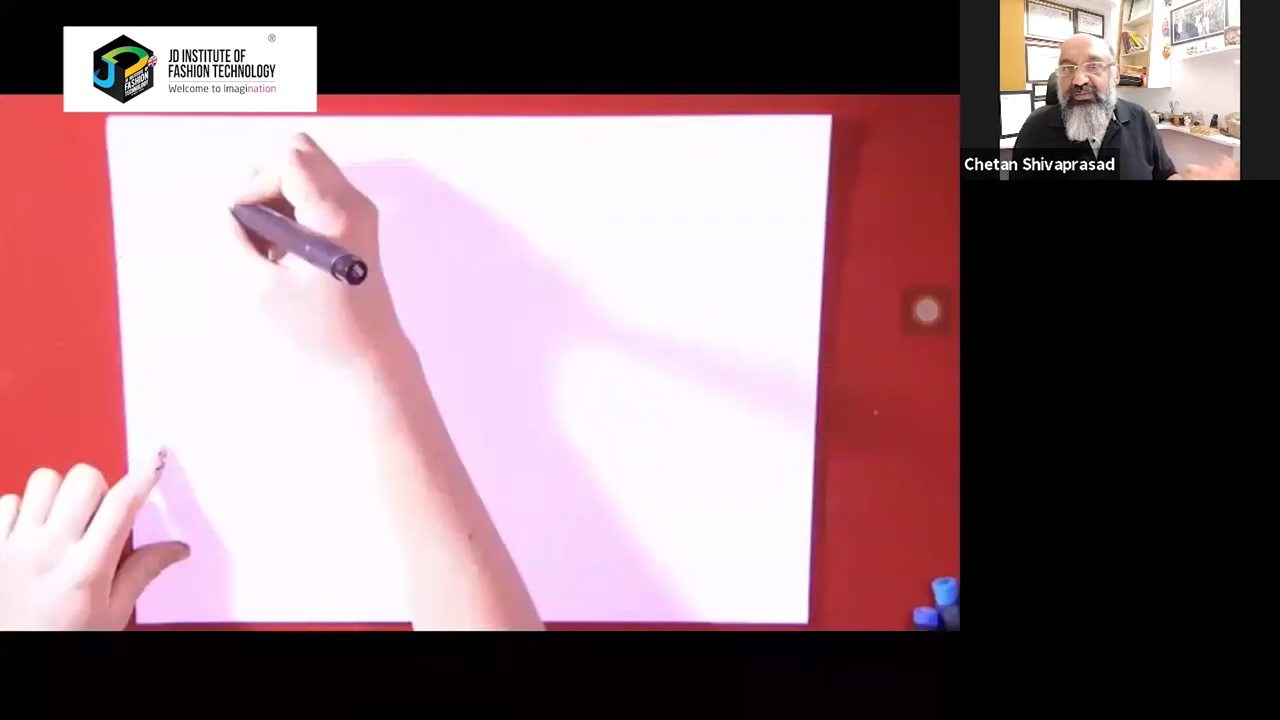 ®
JD INSTITUTE OF
FASHION TECHNOLOGY
Welcome to Imagination
Chetan Shivaprasad